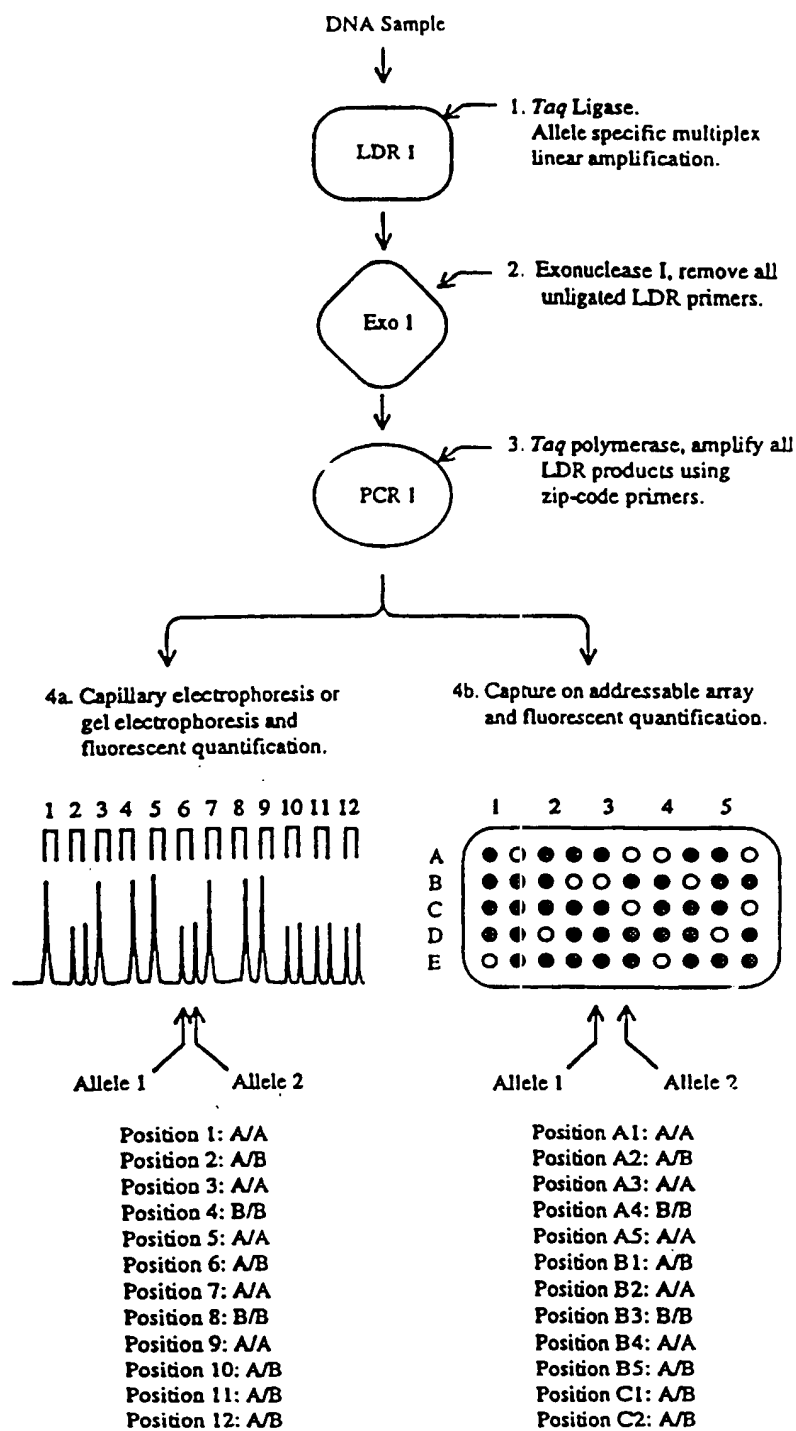 DNA Sample
LDR 1
1. Taq Ligase.
Allele specific multiplex
linear amplification.
Exo 1
2. Exonuclease I, remove all
unligated LDR primers.
PCR 1
3. Taq polymerase, amplify all
LDR products using
zip-code primers.
4a. Capillary electrophoresis or
gel electrophoresis and
fluorescent quantification.
1 2 3 4 5 6 7 8 9 10 11 12
Allele 1 Allele 2
Position 1: A/A
Position 2: A/B
Position 3: A/A
Position 4: B/B
Position 5: A/A
Position 6: A/B
Position 7: A/A
Position 8: B/B
Position 9: A/A
Position 10: A/B
Position 11: A/B
Position 12: A/B
4b. Capture on addressable array
and fluorescent quantification.
1 2 3 4 5
A
B
C
D
E
Allele 1 Allele 2
Position A1: A/A
Position A2: A/B
Position A3: A/A
Position A4: B/B
Position A5: A/A
Position B1: A/B
Position B2: A/A
Position B3: B/B
Position B4: A/A
Position B5: A/B
Position C1: A/B
Position C2: A/B